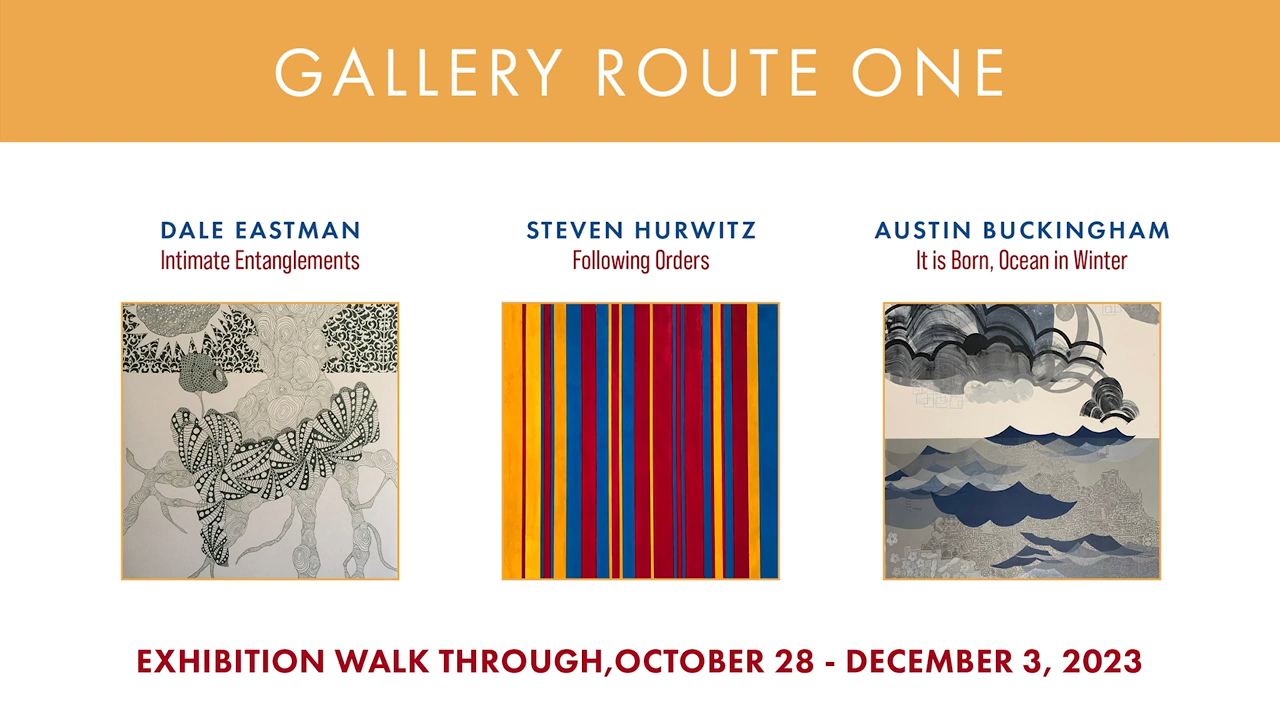 GALLERY ROUTE ONE
DALE EASTMAN
Intimate Entanglements
STEVEN HURWITZ
Following Orders
AUSTIN BUCKINGHAM
It is Born, Ocean in Winter
EXHIBITION WALK THROUGH,OCTOBER 28 - DECEMBER 3, 2023